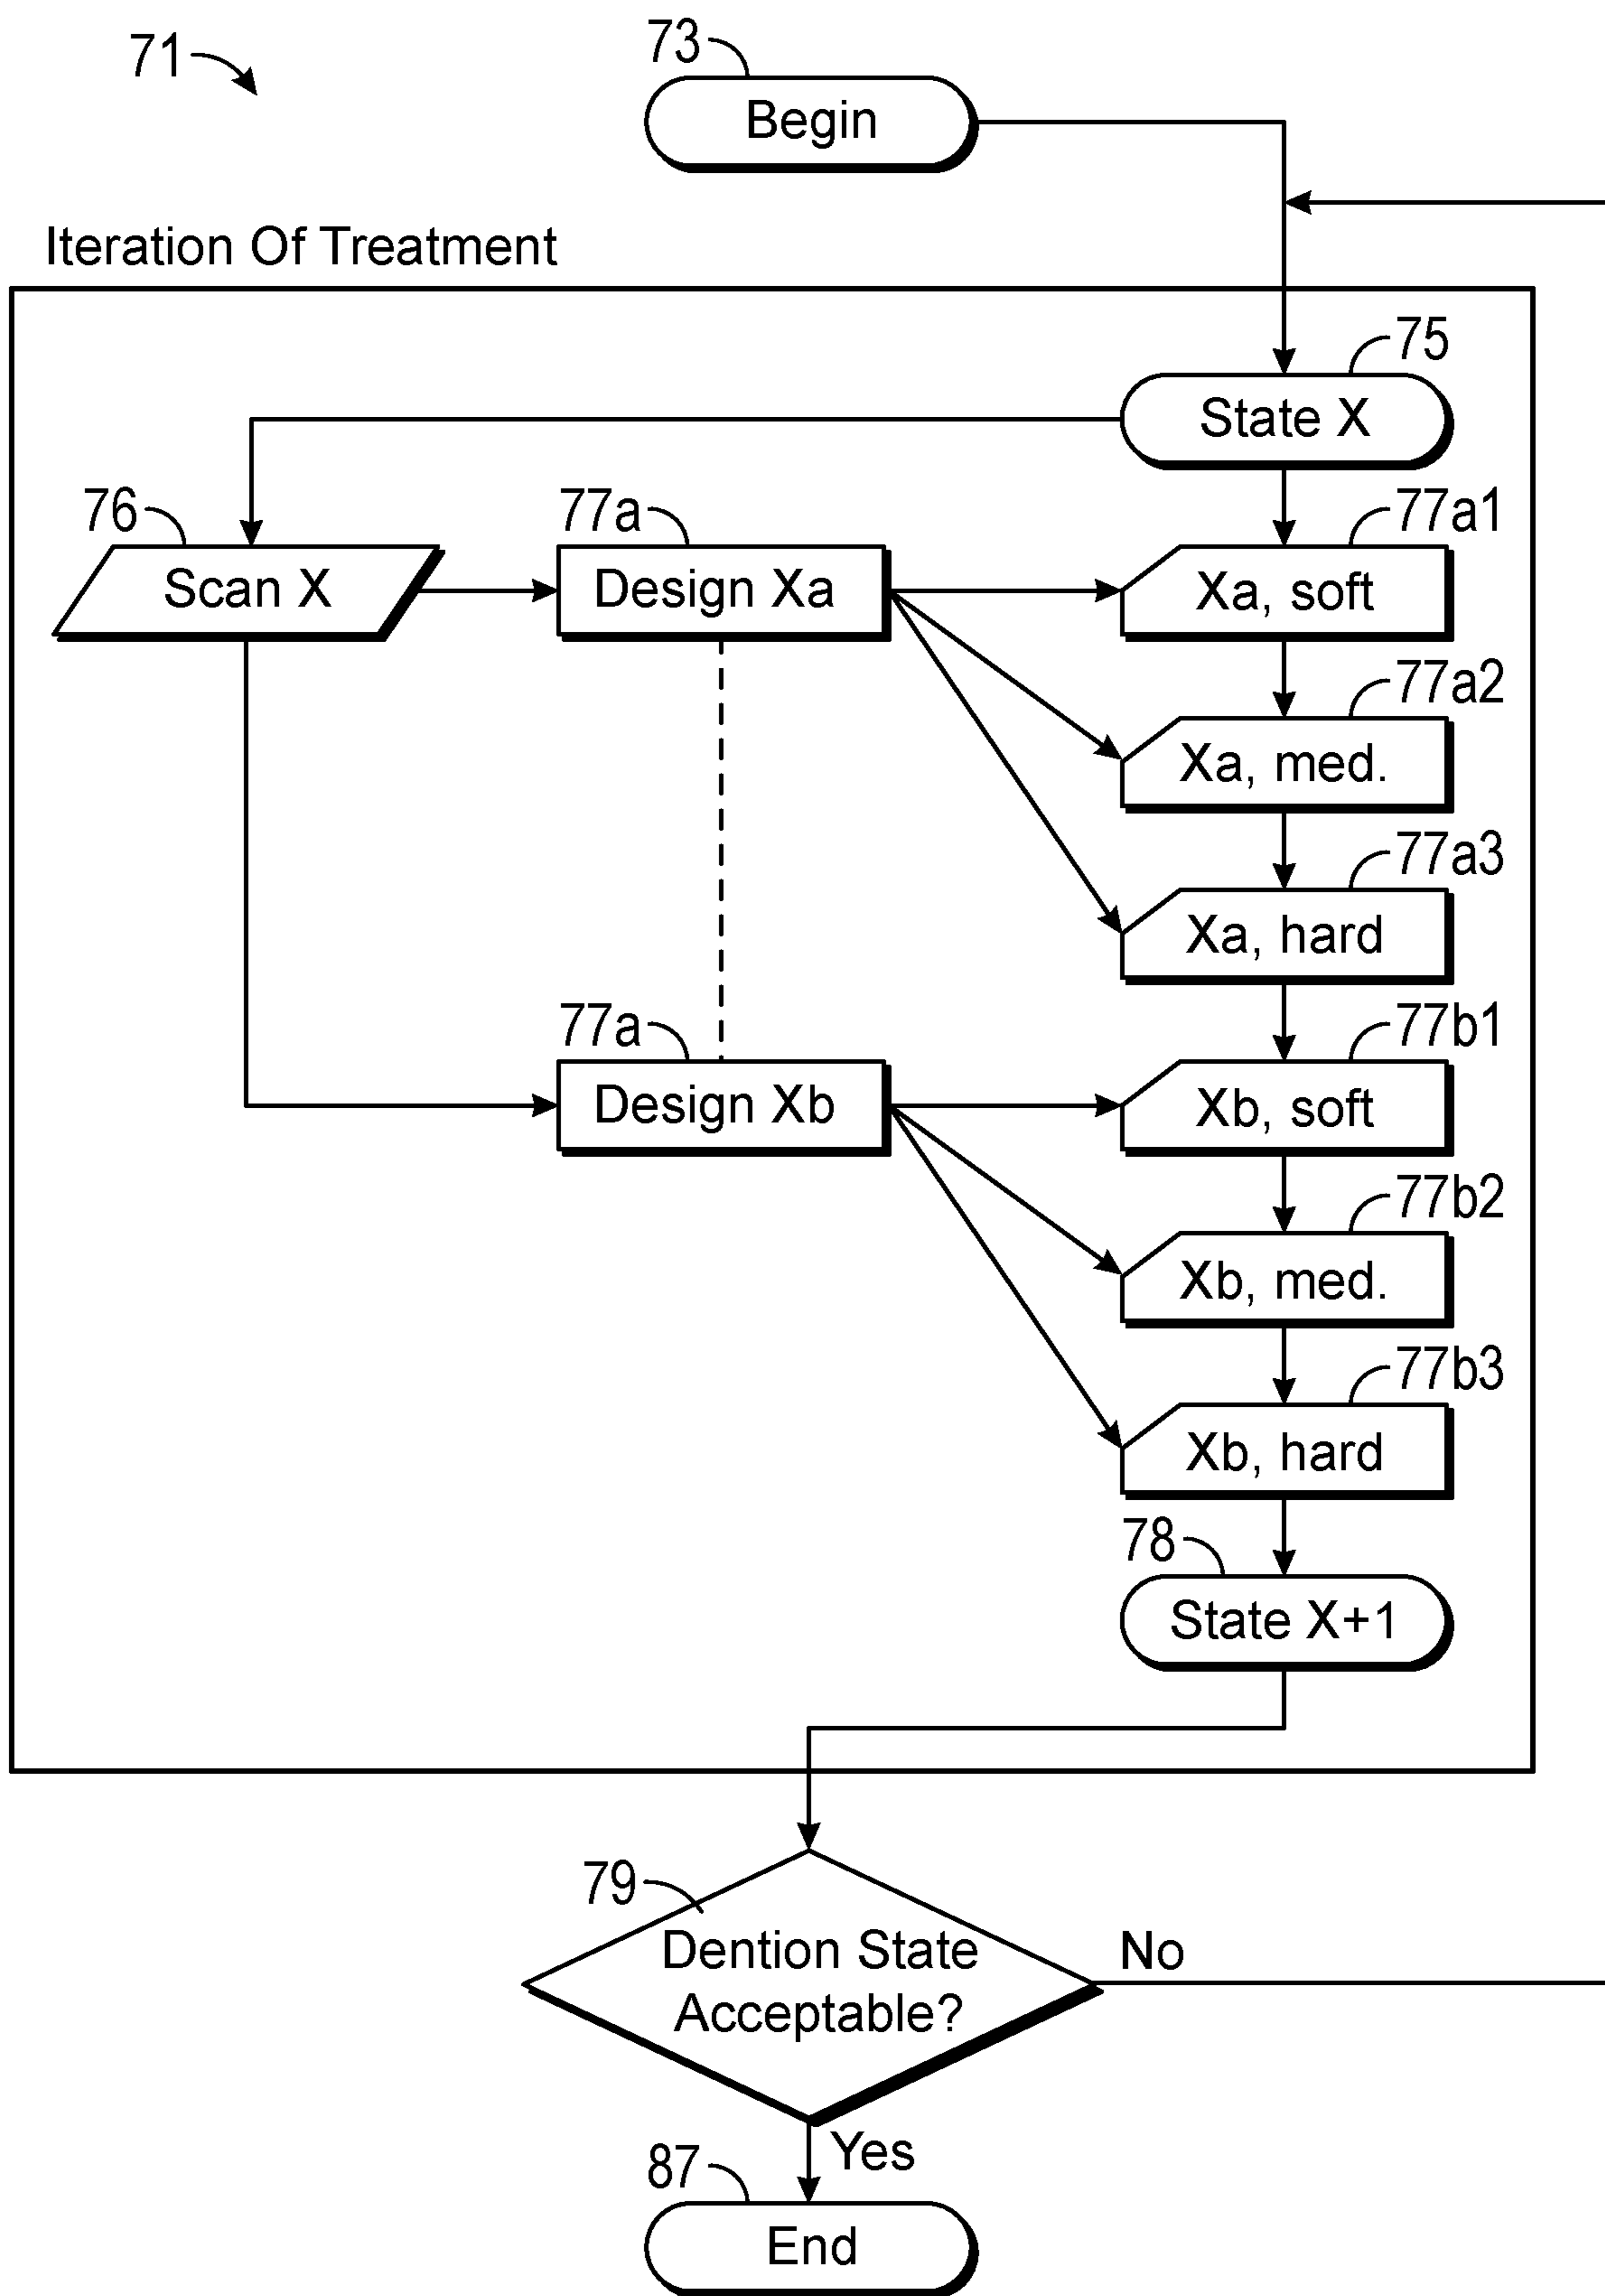 71
73
Begin
Iteration Of Treatment
75
State X
76
Scan X
77a
Design Xa
77a1
Xa, soft
77a2
Xa, med.
77a3
Xa, hard
77a
Design Xb
77b1
Xb, soft
77b2
Xb, med.
77b3
Xb, hard
78
State X+1
79
Dention State
Acceptable?
No
Yes
87
End